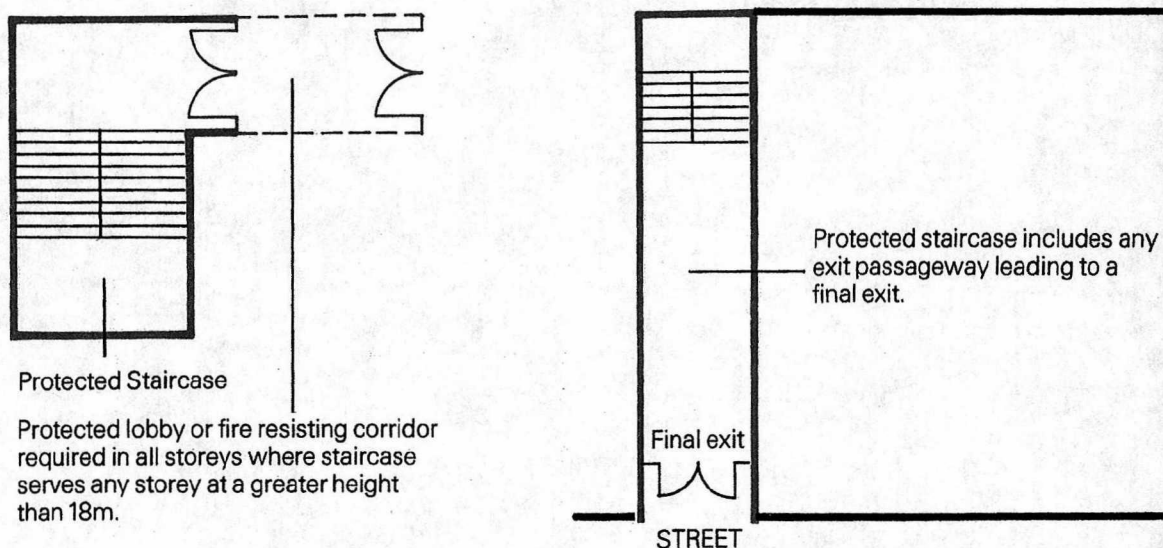 Protected Staircase
Protected lobby or fire resisting corridor
required in all storeys where staircase
serves any storey at a greater height
than 18m.
Protected staircase includes any
exit passageway leading to a
final exit.
Final exit
STREET